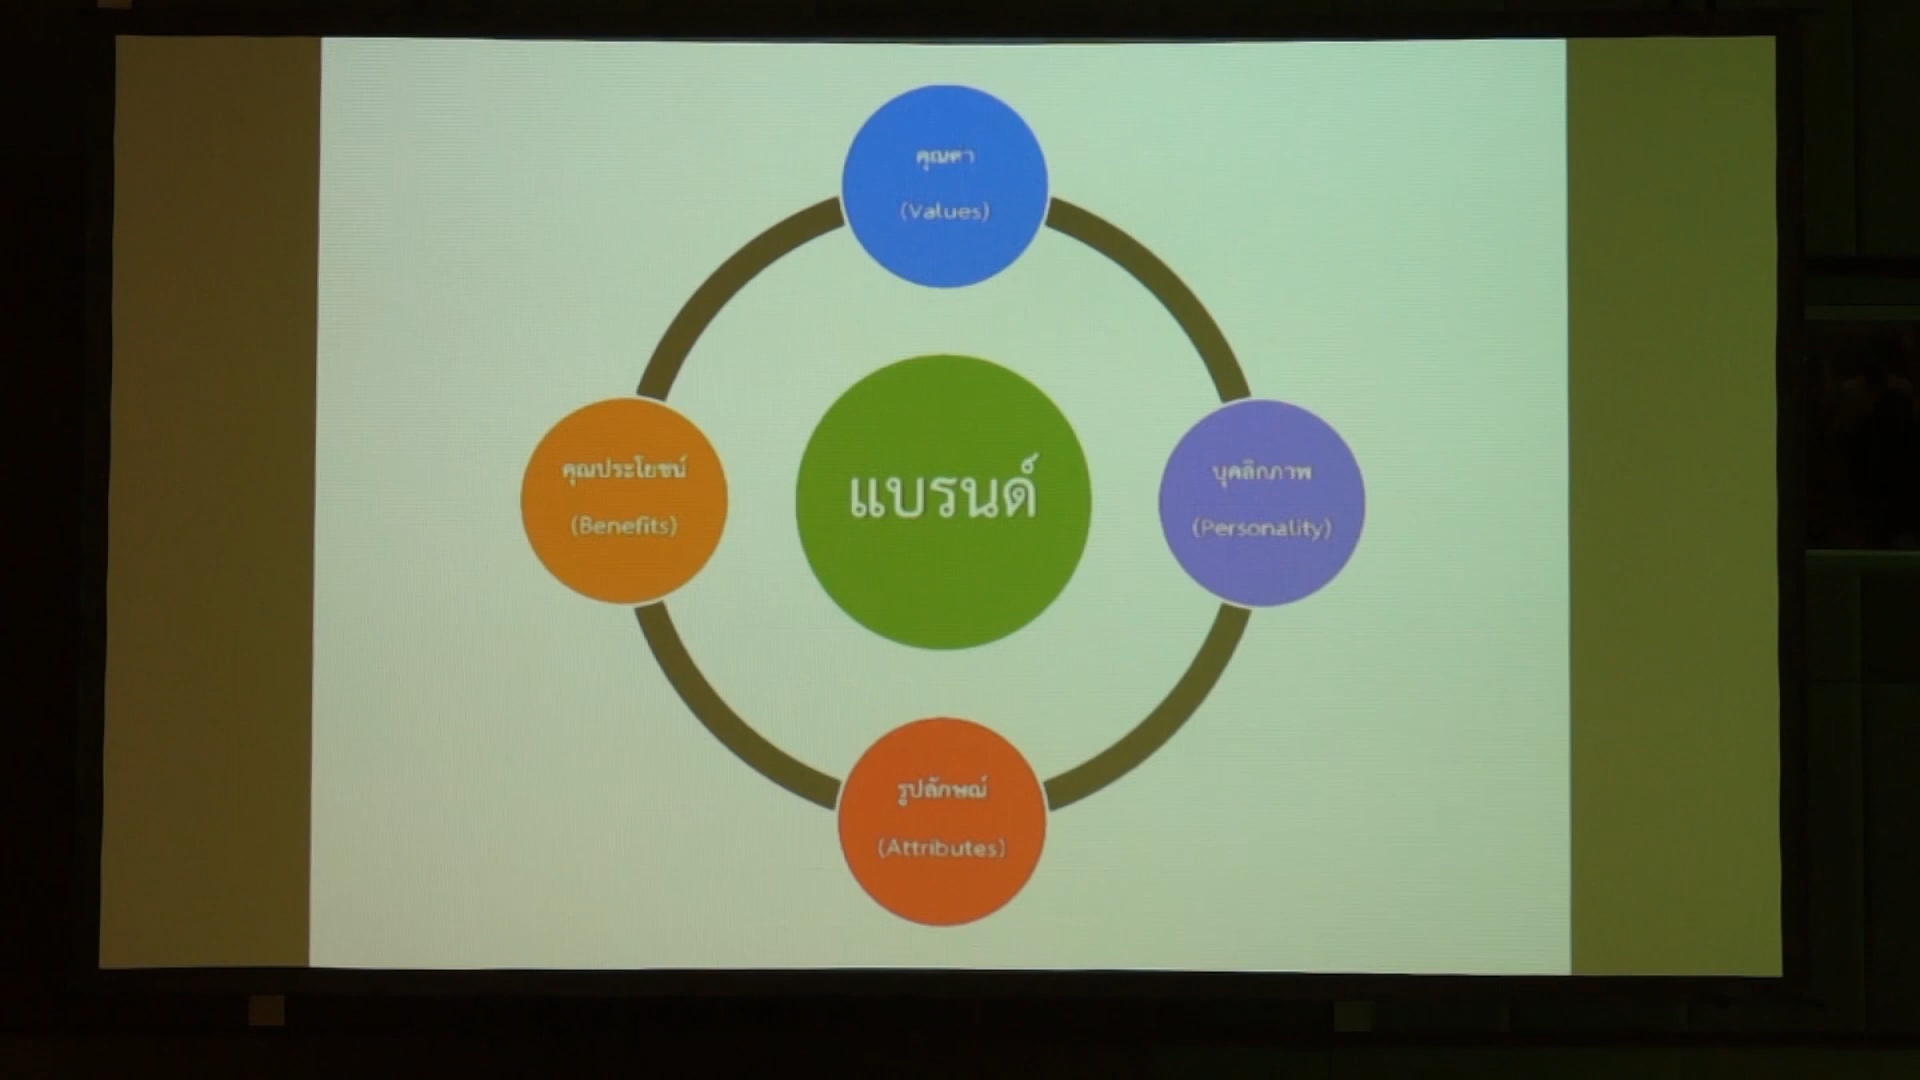 คุณค่า
(Values)
คุณประโยชน์
(Benefits)
แบรนด์
บุคลิกภาพ
(Personality)
รูปลักษณ์
(Attributes)